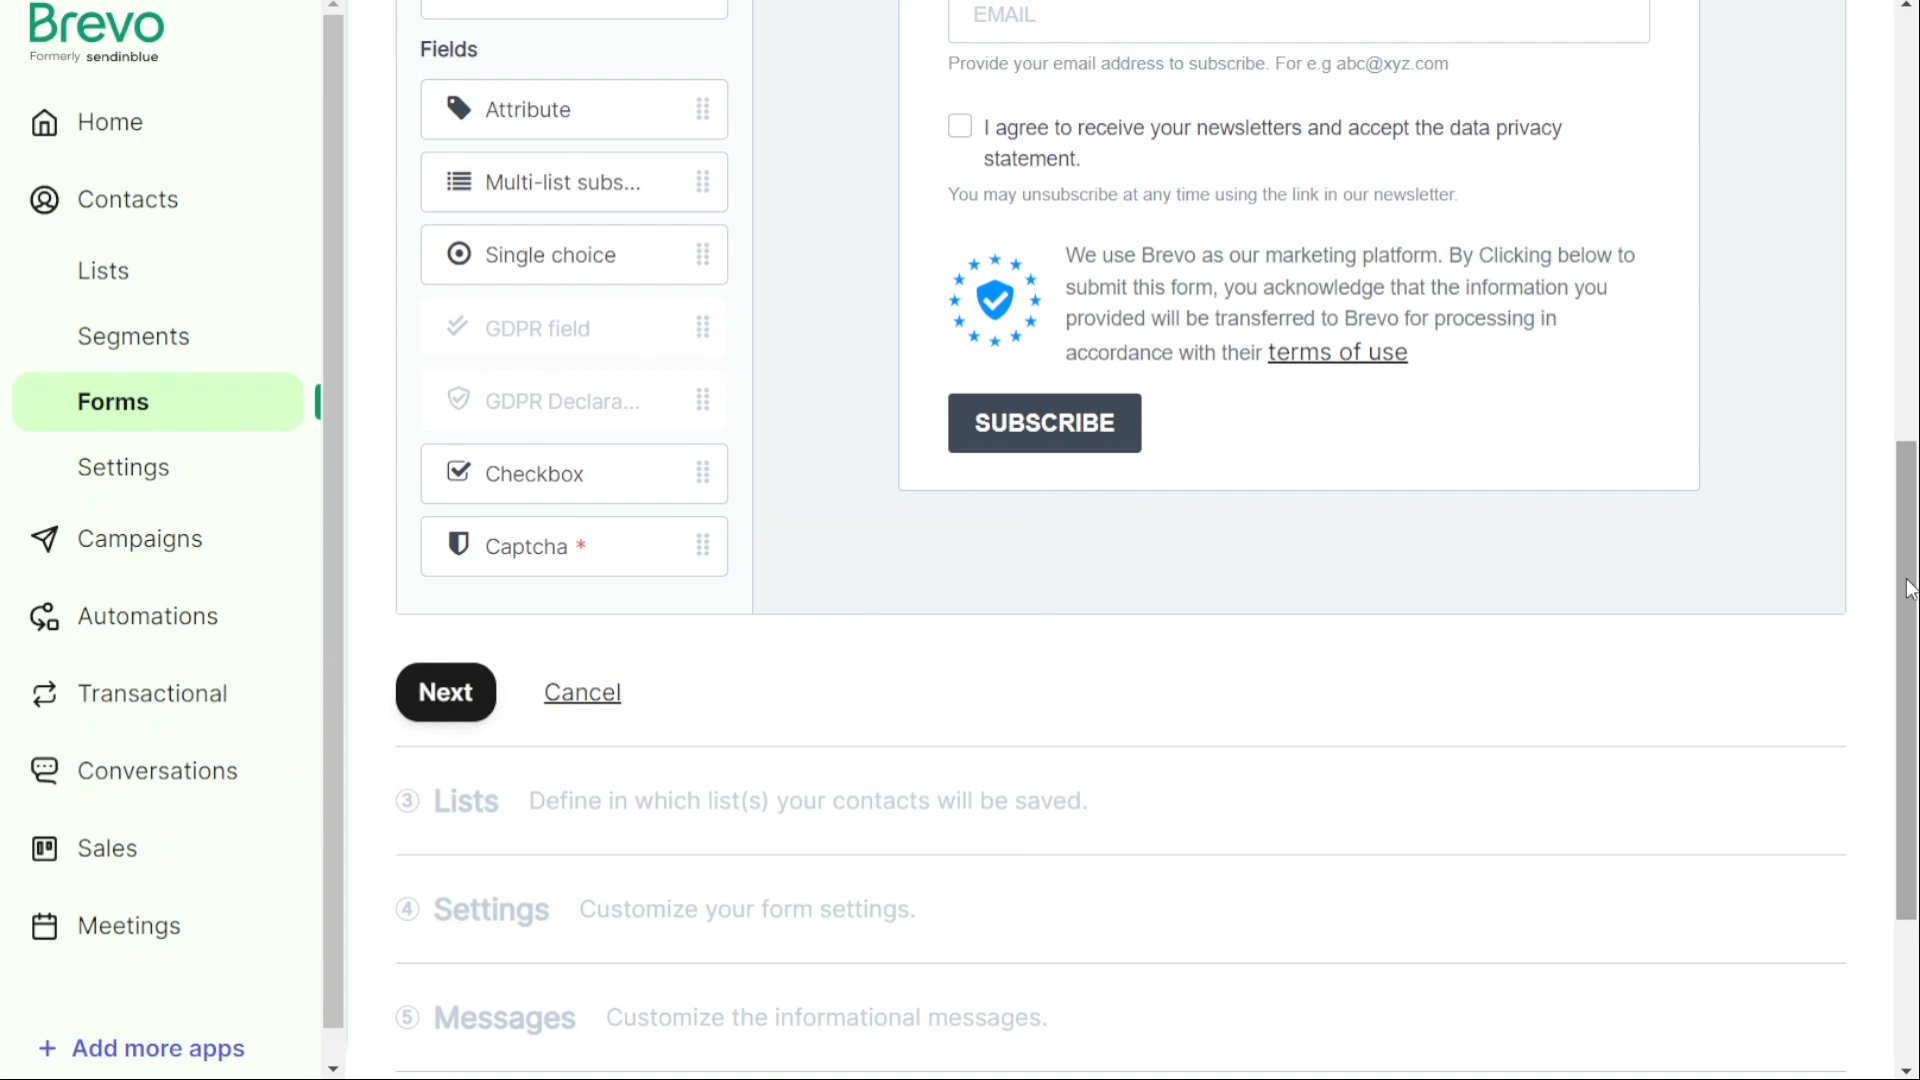 Brevo
Formerly sendinblue
Home
Contacts
Lists
Segments
Forms
Settings
Campaigns
Automations
Transactional
Conversations
Sales
Meetings
+ Add more apps
Fields
Attribute
Multi-list subs...
Single choice
GDPR field
GDPR Declara...
Checkbox
Captcha *
EMAIL
Provide your email address to subscribe. For e.g abc@xyz.com
I agree to receive your newsletters and accept the data privacy
statement.
You may unsubscribe at any time using the link in our newsletter.
We use Brevo as our marketing platform. By Clicking below to
submit this form, you acknowledge that the information you
provided will be transferred to Brevo for processing in
accordance with their terms of use
SUBSCRIBE
Next Cancel
3 Lists Define in which list(s) your contacts will be saved.
4 Settings Customize your form settings.
5 Messages Customize the informational messages.